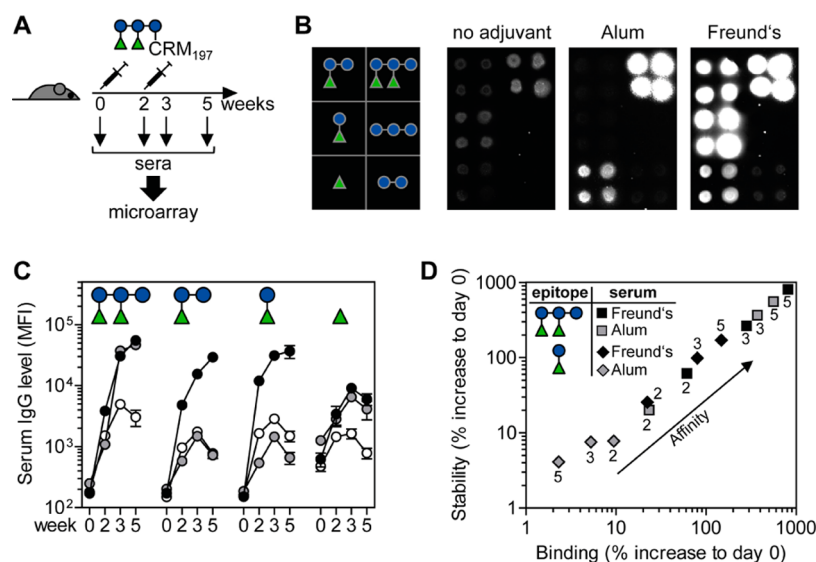 A
CRM197
0 2 3 5 weeks
sera
microarray
B
no adjuvant Alum Freund‘s
C
Serum IgG level (MFI)
10^5
10^4
10^3
10^2
week 0 2 3 5 0 2 3 5 0 2 3 5 0 2 3 5
D
Stability (% increase to day 0)
1000
100
10
1
epitope serum
Freund's
Alum
Freund's
Alum
5
5
3
3
5
3
2
2
2
2
3
5
Affinity
1 10 100 1000
Binding (% increase to day 0)